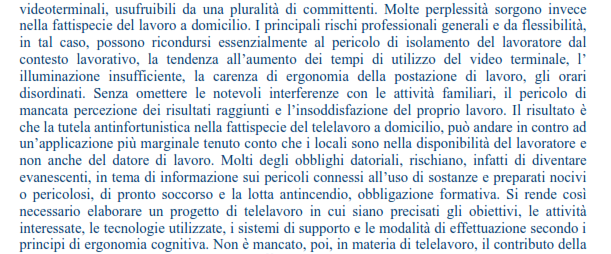 videoterminali, usufruibili da una pluralità di committenti. Molte perplessità sorgono invece
nella fattispecie del lavoro a domicilio. I principali rischi professionali generali e da flessibilità,
in tal caso, possono ricondursi essenzialmente al pericolo di isolamento del lavoratore dal
contesto lavorativo, la tendenza all’aumento dei tempi di utilizzo del video terminale, l’
illuminazione insufficiente, la carenza di ergonomia della postazione di lavoro, gli orari
disordinati. Senza omettere le notevoli interferenze con le attività familiari, il pericolo di
mancata percezione dei risultati raggiunti e l’insoddisfazione del proprio lavoro. Il risultato è
che la tutela antinfortunistica nella fattispecie del telelavoro a domicilio, può andare in contro ad
un’applicazione più marginale tenuto conto che i locali sono nella disponibilità del lavoratore e
non anche del datore di lavoro. Molti degli obblighi datoriali, rischiano, infatti di diventare
evanescenti, in tema di informazione sui pericoli connessi all’uso di sostanze e preparati nocivi
o pericolosi, di pronto soccorso e la lotta antincendio, obbligazione formativa. Si rende così
necessario elaborare un progetto di telelavoro in cui siano precisati gli obiettivi, le attività
interessate, le tecnologie utilizzate, i sistemi di supporto e le modalità di effettuazione secondo i
principi di ergonomia cognitiva. Non è mancato, poi, in materia di telelavoro, il contributo della